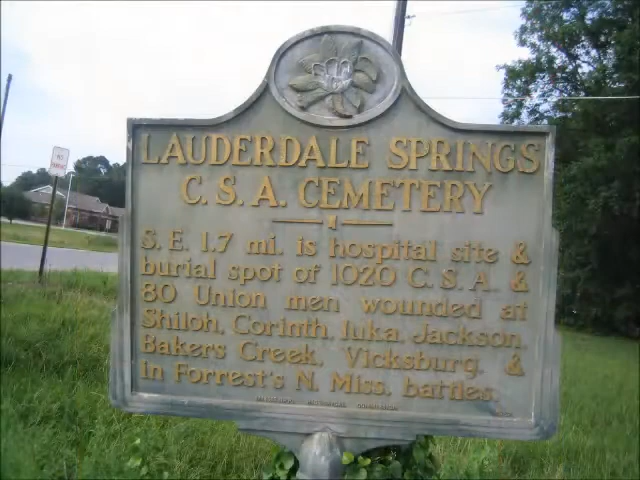 LAUDERDALE SPRINGS
C. S. A. CEMETERY
S. E. 1.7 mi. is hospital site &
burial spot of 1020 C. S. A. &
80 Union men wounded at
Shiloh, Corinth, Iuka, Jackson,
Bakers Creek, Vicksburg, &
in Forrest's N. Miss. battles.